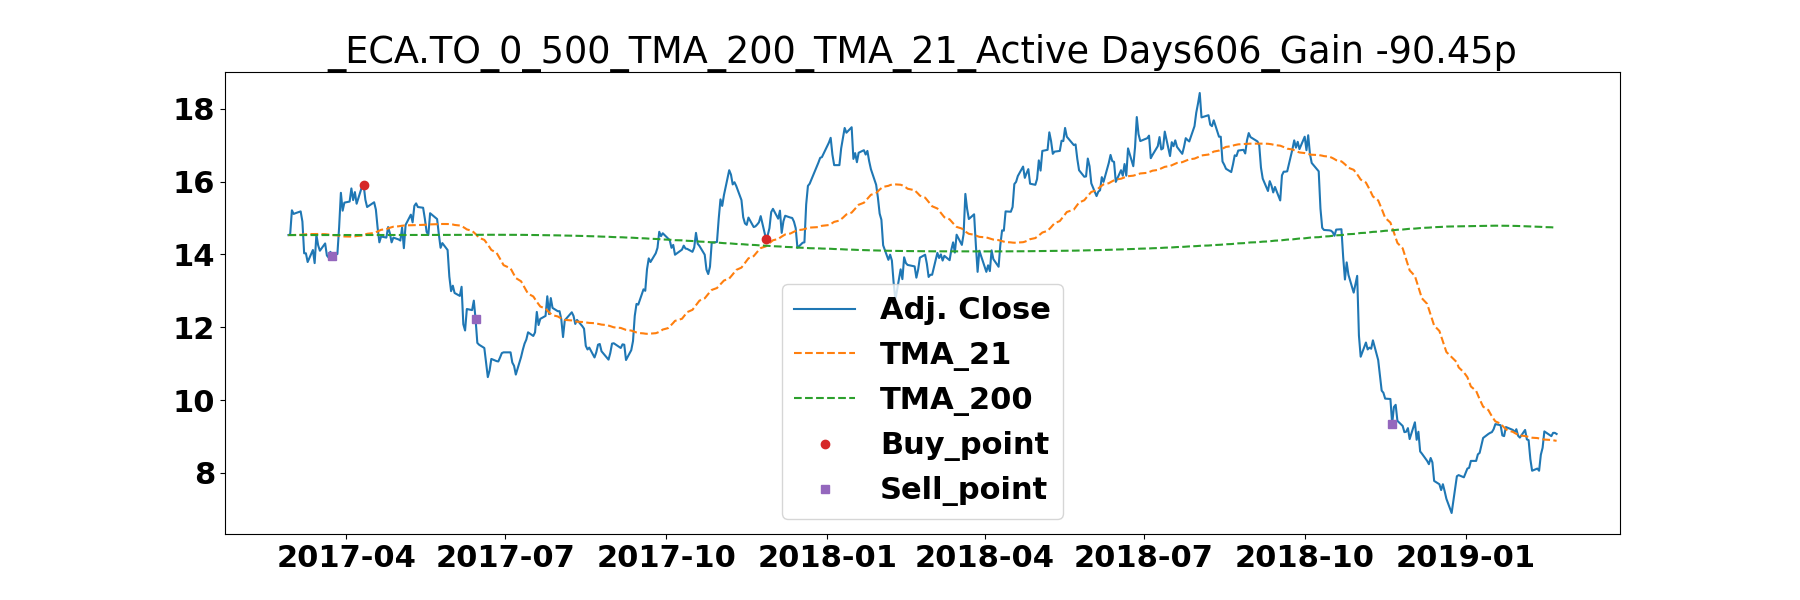 _ECA.TO_0_500_TMA_200_TMA_21_Active Days606_Gain -90.45p
18
16
14
12
10
8
Adj. Close
TMA_21
TMA_200
Buy_point
Sell_point
2017-04 2017-07 2017-10 2018-01 2018-04 2018-07 2018-10 2019-01